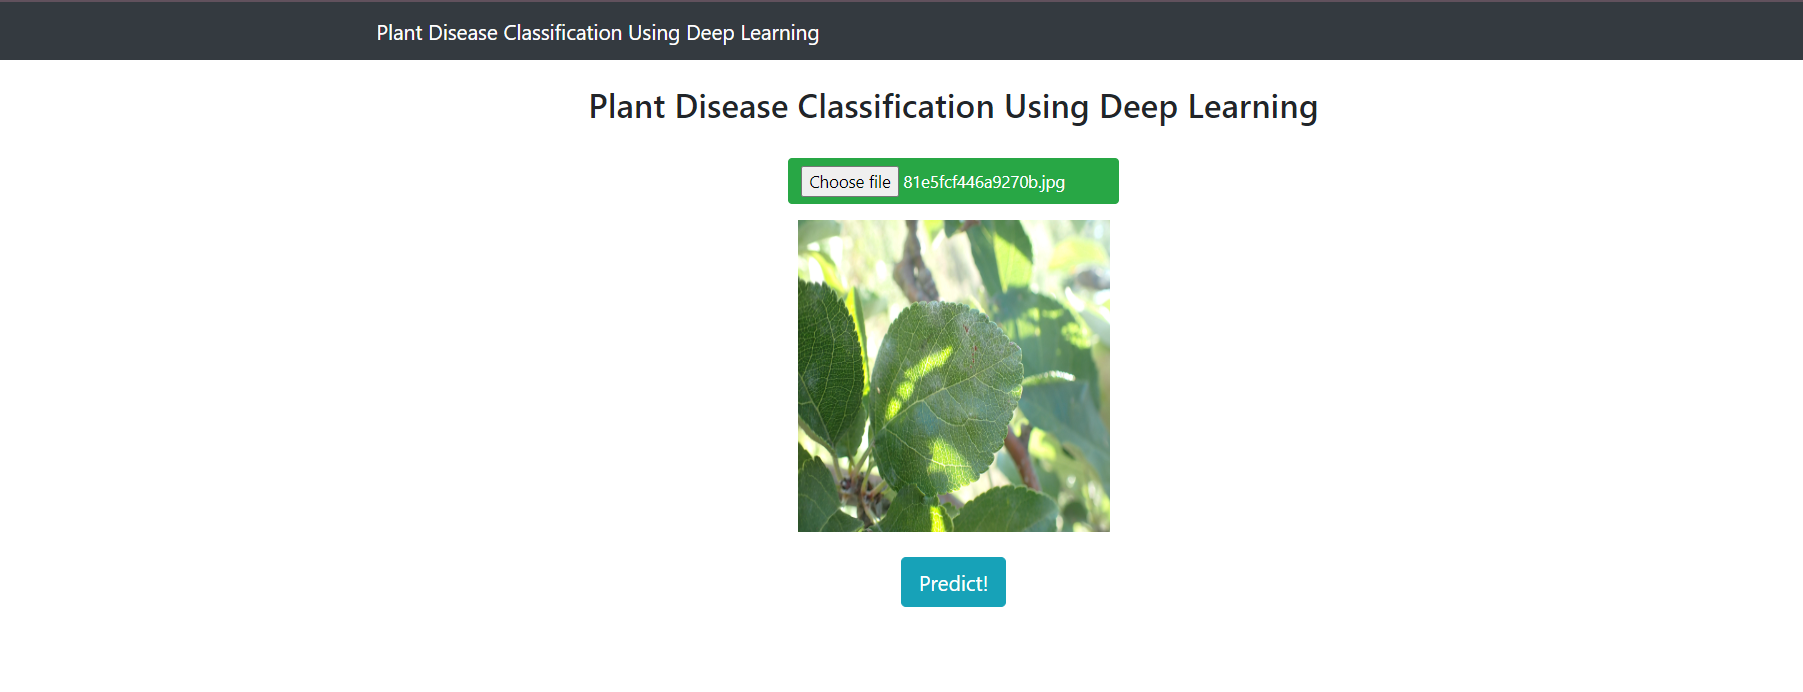 Plant Disease Classification Using Deep Learning
Plant Disease Classification Using Deep Learning
Choose file 81e5fcf446a9270b.jpg
Predict!